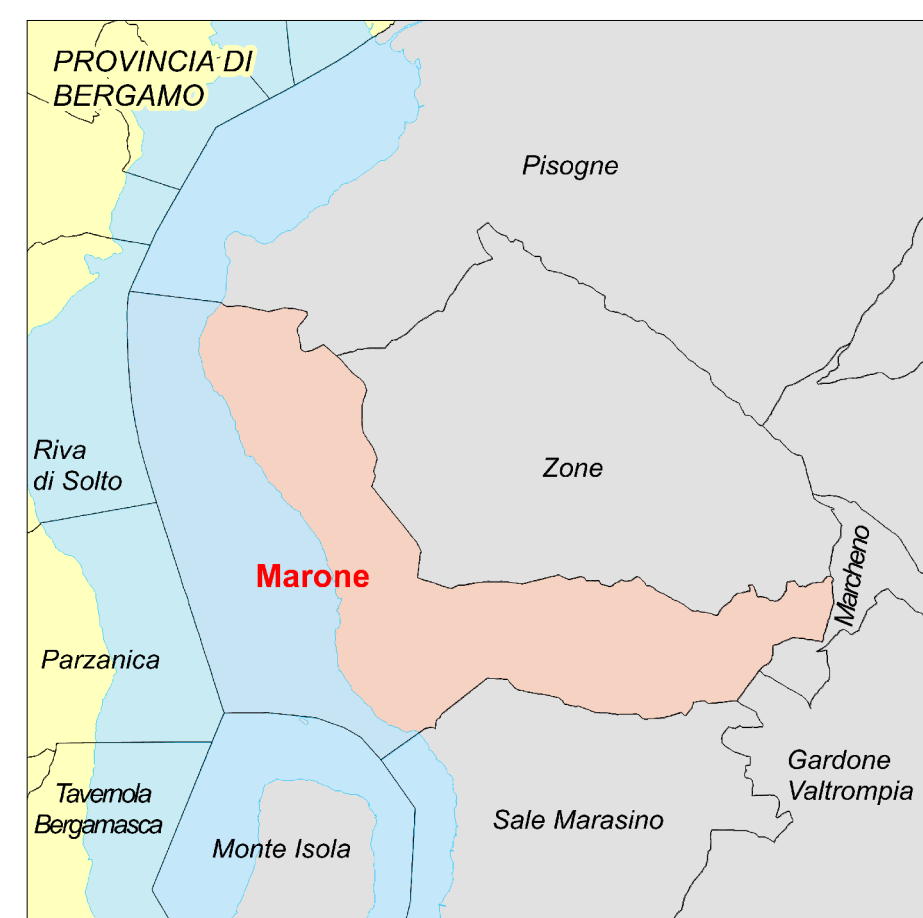 PROVINCIA DI
BERGAMO
Pisogne
Riva
di Solto
Zone
Marcheno
Marone
Parzanica
Gardone
Valtrompia
Tavernola
Bergamasca
Sale Marasino
Monte Isola